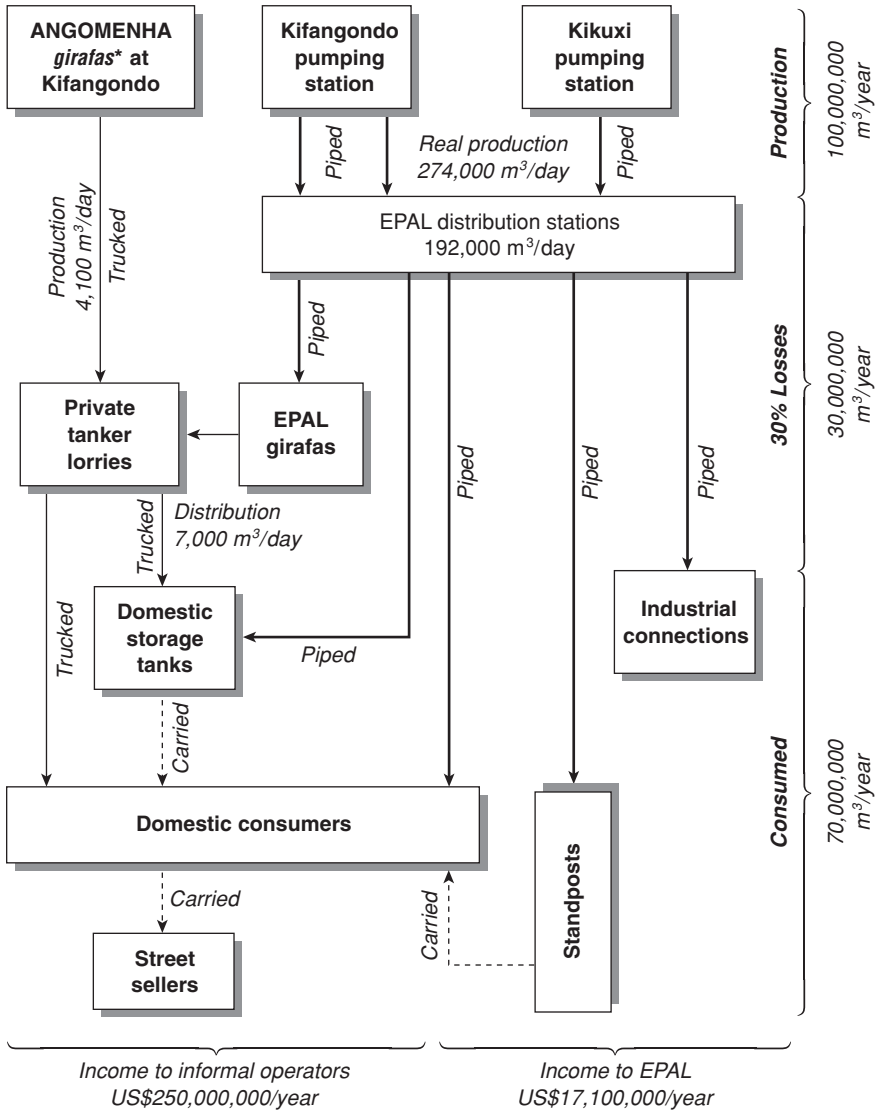 ANGOMENHA
girafas* at
Kifangondo
Kifangondo
pumping
station
Kikuxi
pumping
station
Production
100,000,000
m³/year
Piped
Real production
274,000 m³/day
Piped
Production
4,100 m³/day
Trucked
EPAL distribution stations
192,000 m³/day
Piped
30% Losses
30,000,000
m³/year
Private
tanker
lorries
EPAL
girafas
Piped
Piped
Piped
Trucked
Distribution
7,000 m³/day
Trucked
Domestic
storage
tanks
Piped
Industrial
connections
Carried
Consumed
70,000,000
m³/year
Domestic consumers
Standposts
Carried
Carried
Street
sellers
Income to informal operators
US$250,000,000/year
Income to EPAL
US$17,100,000/year